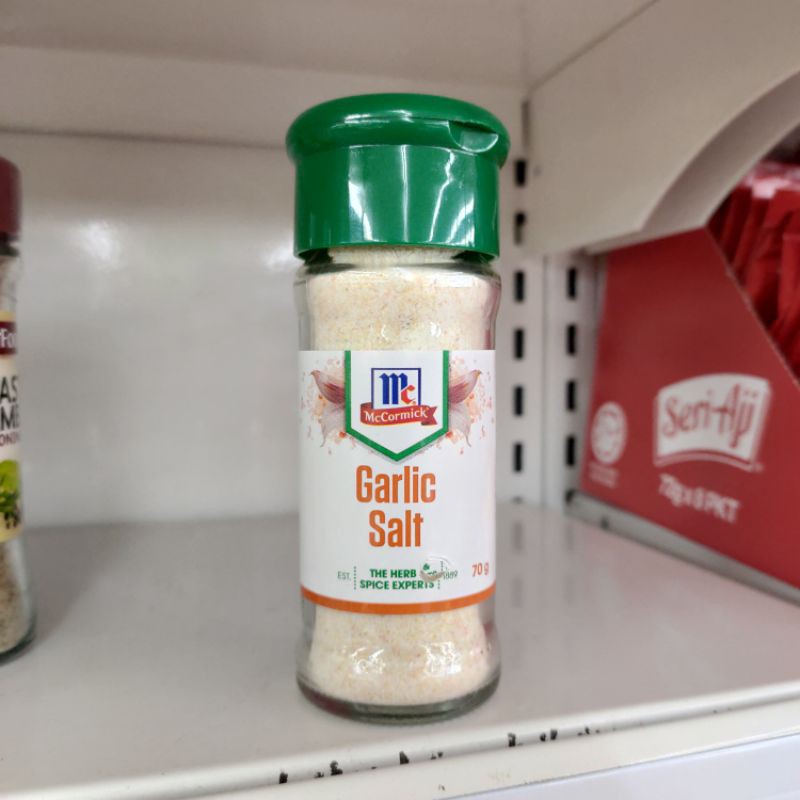 Mc
McCormick
Garlic
Salt
EST.
THE HERB
1889
SPICE EXPERTS
70 g
Seri-Aji